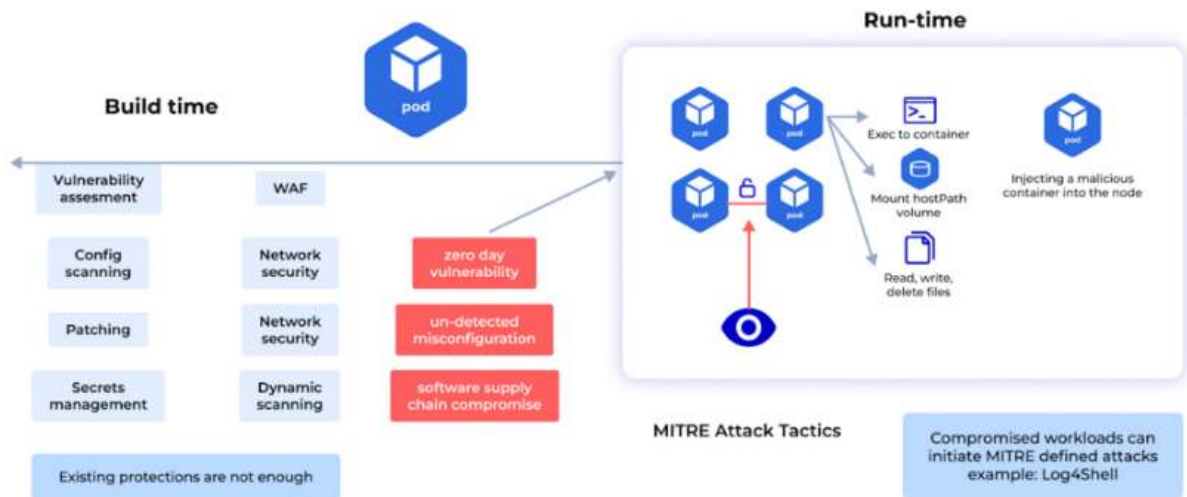 Run-time
Build time
pod
Vulnerability
assesment
WAF
Config
scanning
Network
security
zero day
vulnerability
Patching
Network
security
un-detected
misconfiguration
Secrets
management
Dynamic
scanning
software supply
chain compromise
Existing protections are not enough
pod
pod
pod
pod
Exec to container
Mount hostPath
volume
Read, write,
delete files
pod
Injecting a malicious
container into the node
MITRE Attack Tactics
Compromised workloads can
initiate MITRE defined attacks
example: Log4Shell